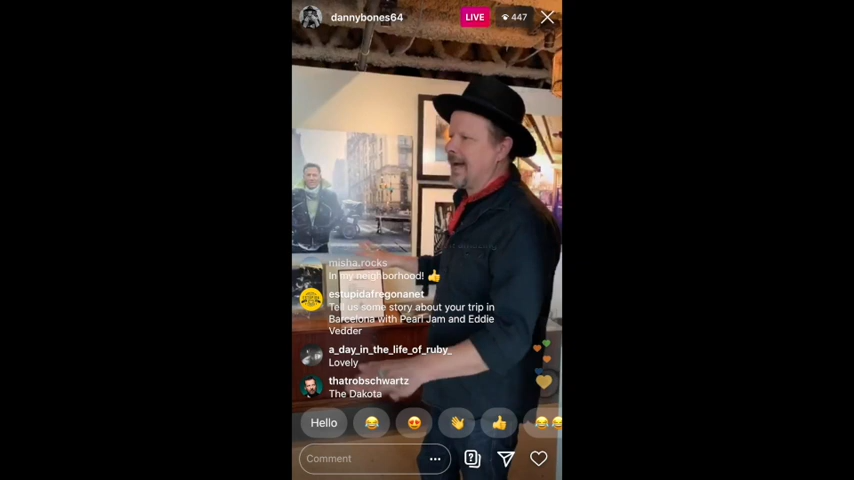 dannybones64
LIVE
447
misha.rocks
In my neighborhood! 👍
estupidafregonanet
Tell us some story about your trip in
Barcelona with Pearl Jam and Eddie
Vedder
a_day_in_the_life_of_ruby_
Lovely
thatrobschwartz
The Dakota
Hello
Comment